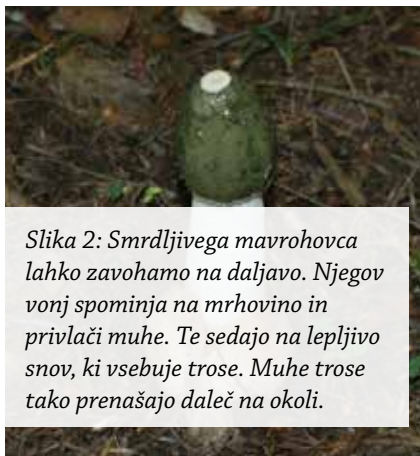 Slika 2: Smrdljivega mavrohovca
lahko zavohamo na daljavo. Njegov
vonj spominja na mrhovino in
privlači muhe. Te sedajo na lepljivo
snov, ki vsebuje trose. Muhe trose
tako prenašajo daleč na okoli.